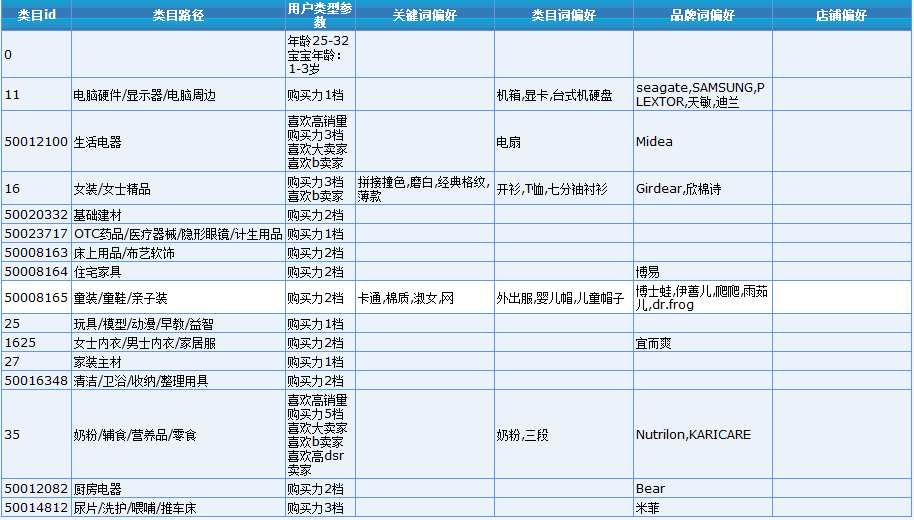 类目id 类目路径 用户类型参数 关键词偏好 类目词偏好 品牌词偏好 店铺偏好
0 年龄25-32
宝宝年龄：
1-3岁
11 电脑硬件/显示器/电脑周边 购买力1档 机箱,显卡,台式机硬盘 seagate,SAMSUNG,P
LEXTOR,天敏,迪兰
50012100 生活电器 喜欢高销量
购买力3档
喜欢大卖家
喜欢b卖家
电扇 Midea
16 女装/女士精品 购买力3档
喜欢b卖家
拼接撞色,磨白,经典格纹,
薄款
开衫,T恤,七分袖衬衫 Girdear,欣棉诗
50020332 基础建材 购买力2档
50023717 OTC药品/医疗器械/隐形眼镜/计生用品 购买力1档
50008163 床上用品/布艺软饰 购买力2档
50008164 住宅家具 购买力2档 博易
50008165 童装/童鞋/亲子装 购买力2档 卡通,棉质,淑女,网 外出服,婴儿帽,儿童帽子 博士蛙,伊善儿,爬爬,雨茹
儿,dr.frog
25 玩具/模型/动漫/早教/益智 购买力1档
1625 女士内衣/男士内衣/家居服 购买力2档 宜而爽
27 家装主材 购买力1档
50016348 清洁/卫浴/收纳/整理用具 购买力2档
35 奶粉/辅食/营养品/零食 喜欢高销量
购买力5档
喜欢大卖家
喜欢b卖家
喜欢高dsr
卖家
奶粉,三段 Nutrilon,KARICARE
50012082 厨房电器 购买力2档 Bear
50014812 尿片/洗护/喂哺/推车床 购买力3档 米菲